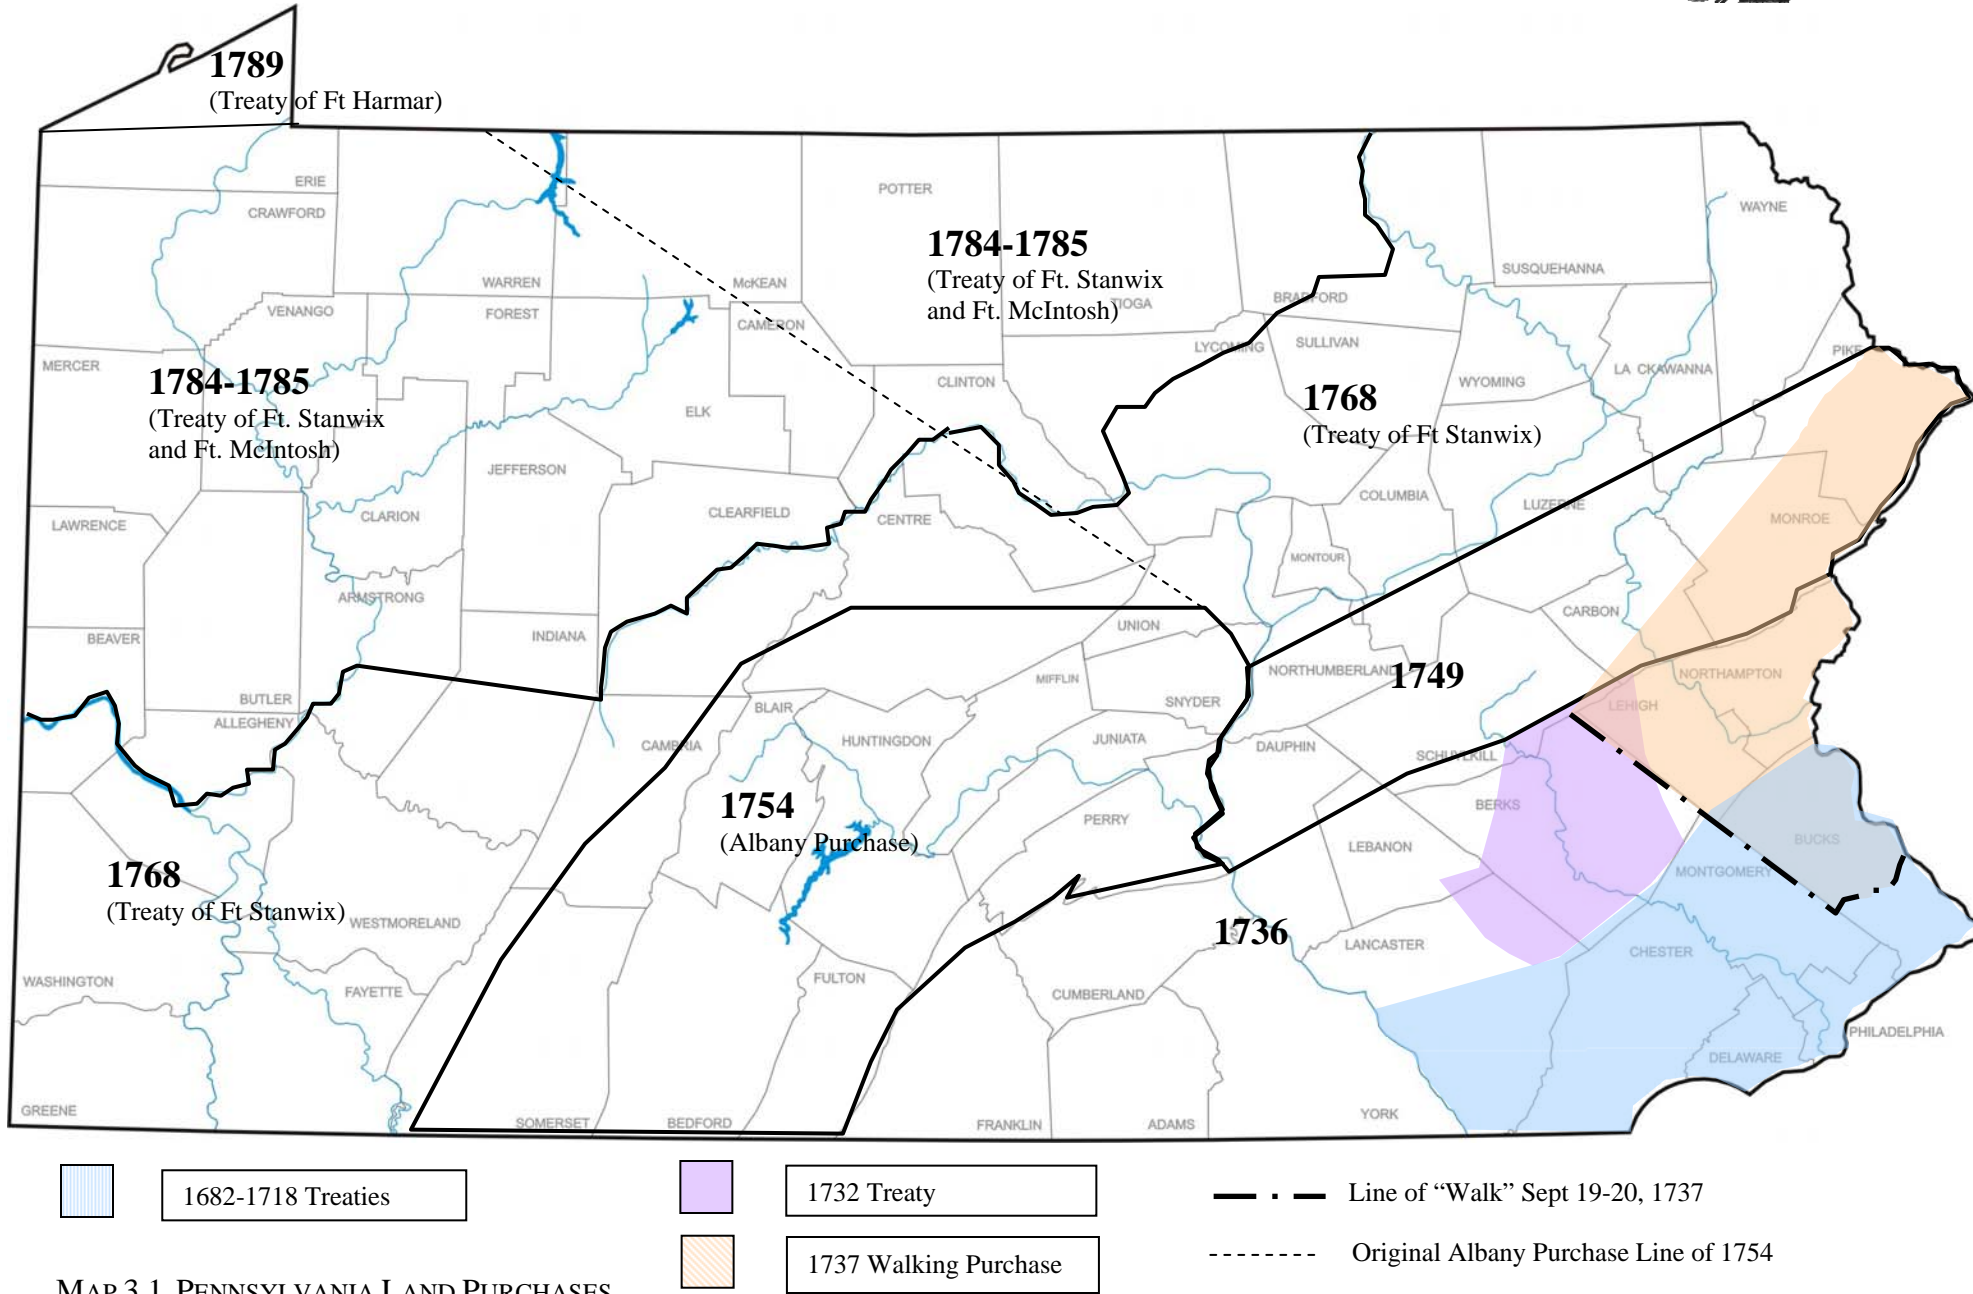 1789
(Treaty of Ft Harmar)
ERIE
CRAWFORD
POTTER
WAYNE
1784-1785
(Treaty of Ft. Stanwix
and Ft. McIntosh)
TIOGA
SUSQUEHANNA
WARREN
McKEAN
BRADFORD
VENANGO
FOREST
CAMERON
LYCOMING
SULLIVAN
PIKE
MERCER
1784-1785
(Treaty of Ft. Stanwix
and Ft. McIntosh)
CLINTON
WYOMING
LA CKAWANNA
ELK
1768
(Treaty of Ft Stanwix)
JEFFERSON
COLUMBIA
LUZERNE
LAWRENCE
CLARION
CLEARFIELD
CENTRE
MONROE
MONTOUR
ARMSTRONG
CARBON
BEAVER
INDIANA
UNION
NORTHUMBERLAND
1749
NORTHAMPTON
MIFFLIN
BUTLER
BLAIR
SNYDER
LEHIGH
ALLEGHENY
CAMBRIA
HUNTINGDON
JUNIATA
DAUPHIN
SCHUYLKILL
1754
(Albany Purchase)
PERRY
BERKS
LEBANON
BUCKS
1768
(Treaty of Ft Stanwix)
MONTGOMERY
WESTMORELAND
1736
LANCASTER
CHESTER
WASHINGTON
FAYETTE
FULTON
CUMBERLAND
PHILADELPHIA
DELAWARE
GREENE
SOMERSET
BEDFORD
FRANKLIN
ADAMS
YORK
1682-1718 Treaties
1732 Treaty
Line of “Walk” Sept 19-20, 1737
1737 Walking Purchase
Original Albany Purchase Line of 1754
MAP 3.1 PENNSYLVANIA LAND PURCHASES